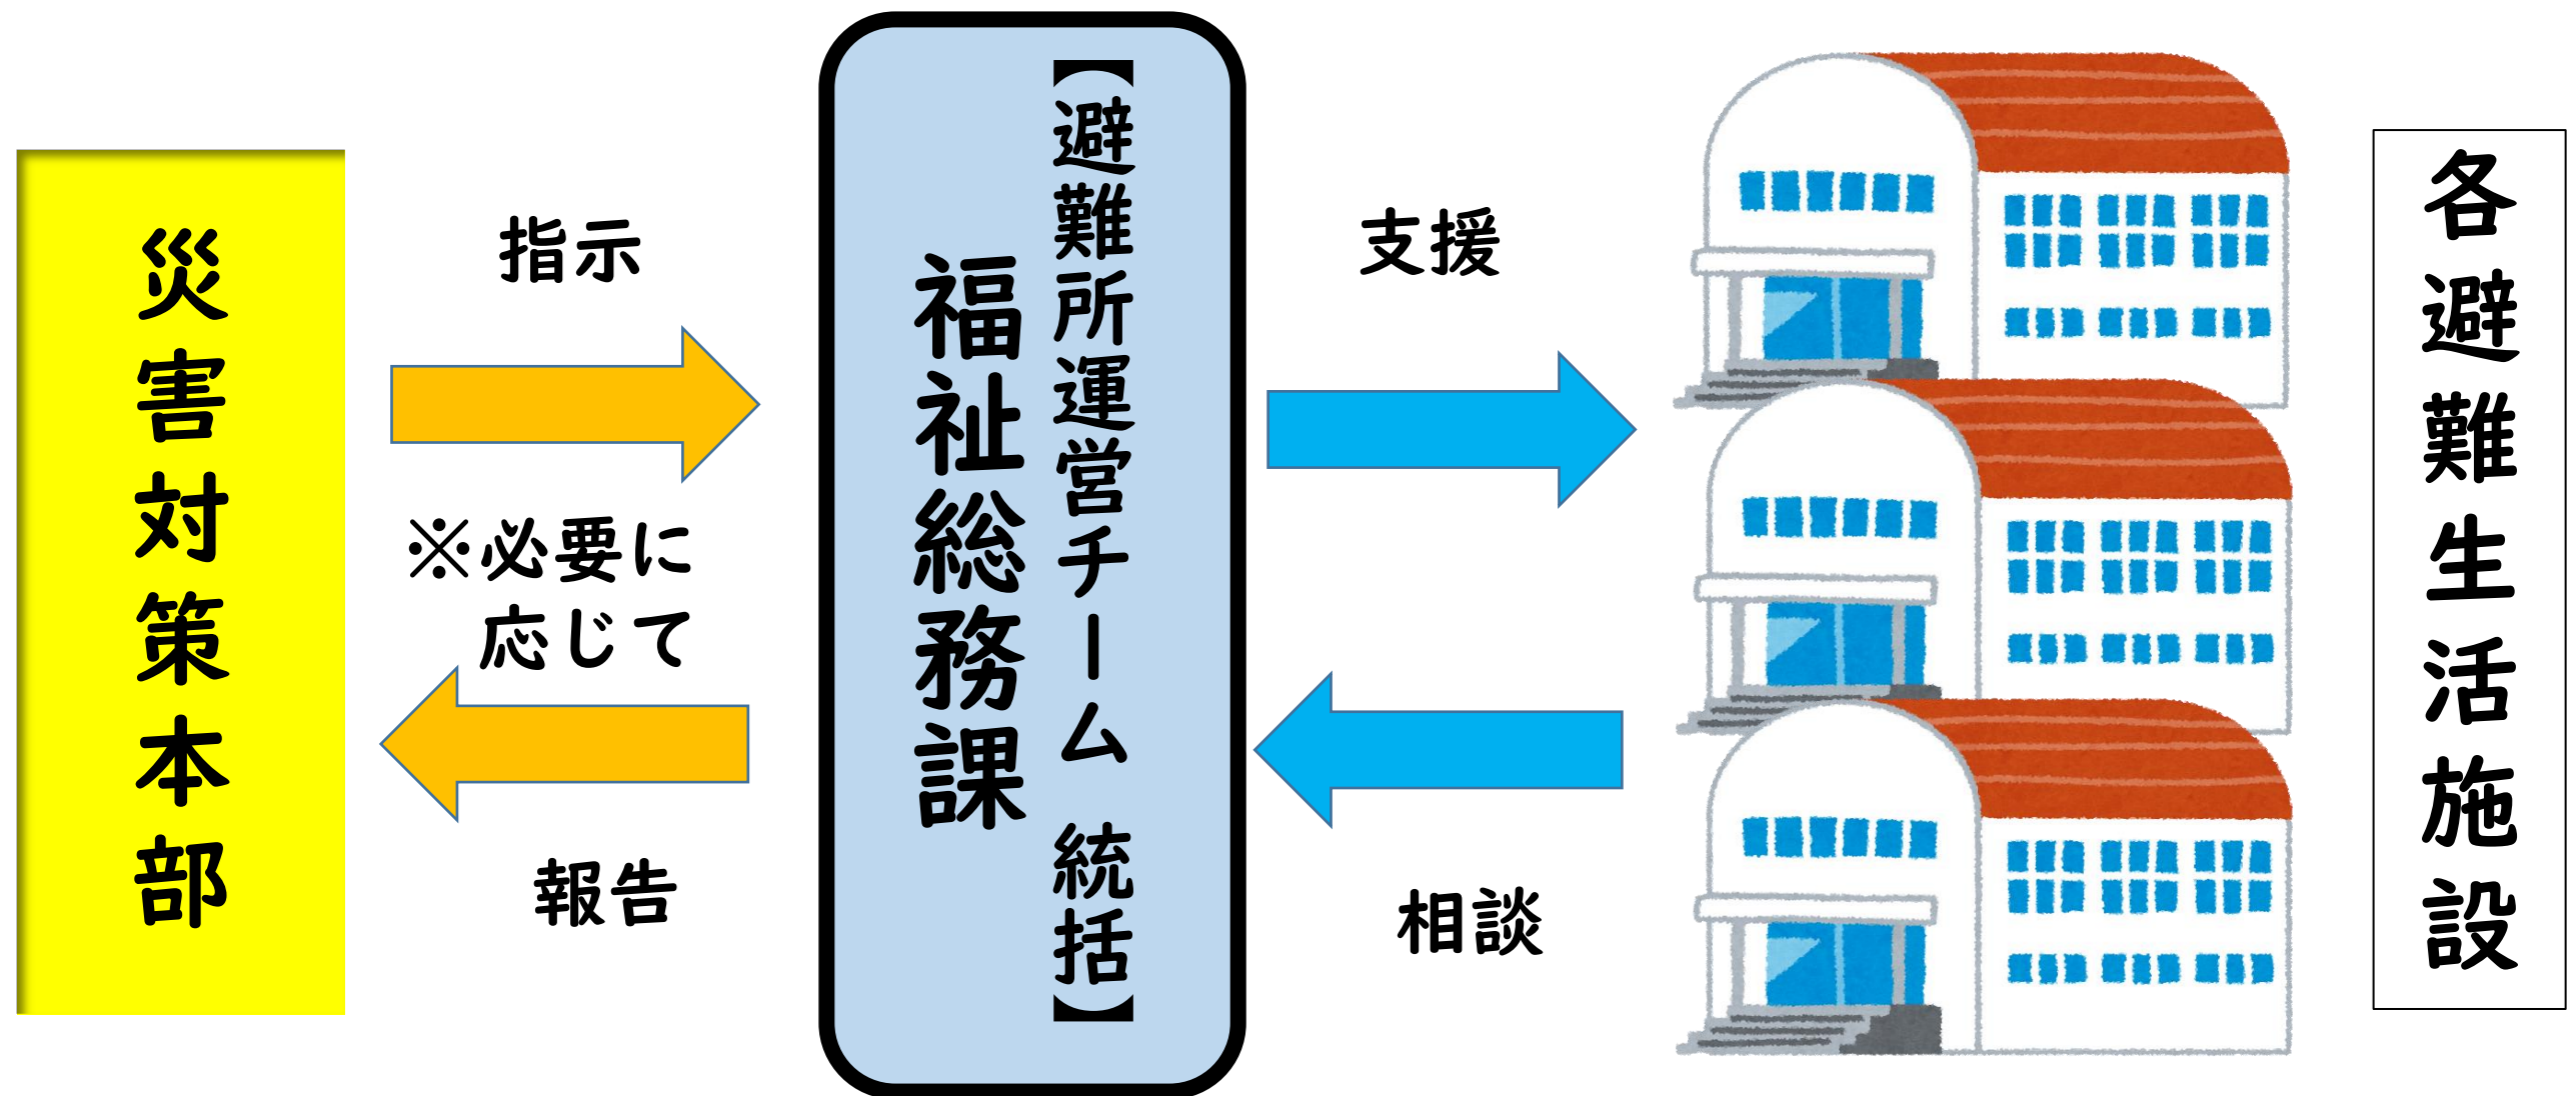 災害対策本部
指示
※必要に
応じて
報告
【避難所運営チーム 統括】
福祉総務課
支援
相談
各避難生活施設